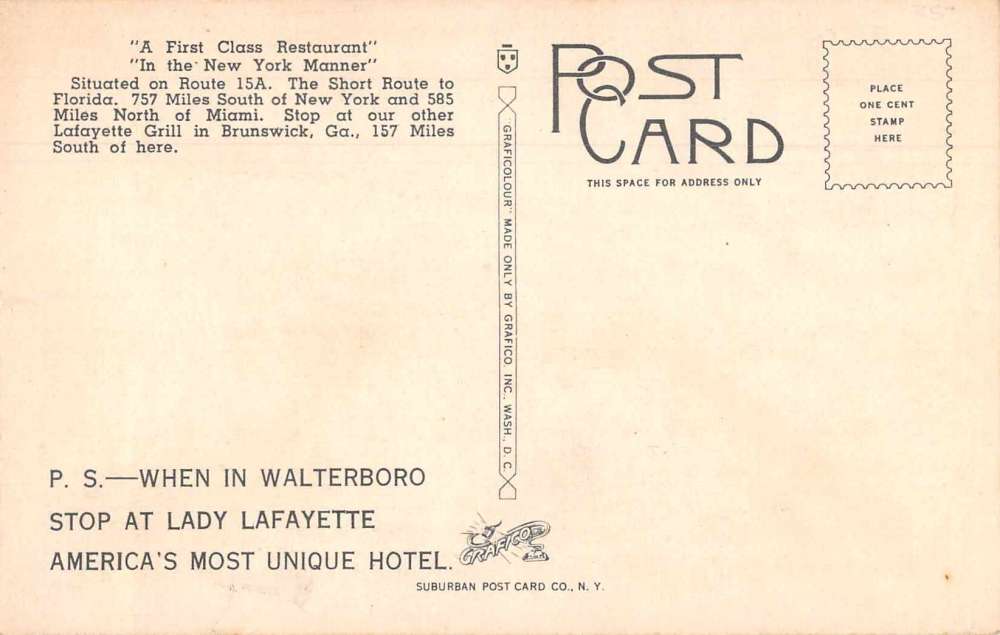 "A First Class Restaurant"
"In the New York Manner"
Situated on Route 15A. The Short Route to
Florida. 757 Miles South of New York and 585
Miles North of Miami. Stop at our other
Lafayette Grill in Brunswick, Ga., 157 Miles
South of here.
P. S.—WHEN IN WALTERBORO
STOP AT LADY LAFAYETTE
AMERICA'S MOST UNIQUE HOTEL.
"GRAFICOLOUR" MADE ONLY BY GRAFICO INC., WASH., D. C.
GRAFICO
SUBURBAN POST CARD CO., N. Y.
POST
CARD
THIS SPACE FOR ADDRESS ONLY
PLACE
ONE CENT
STAMP
HERE